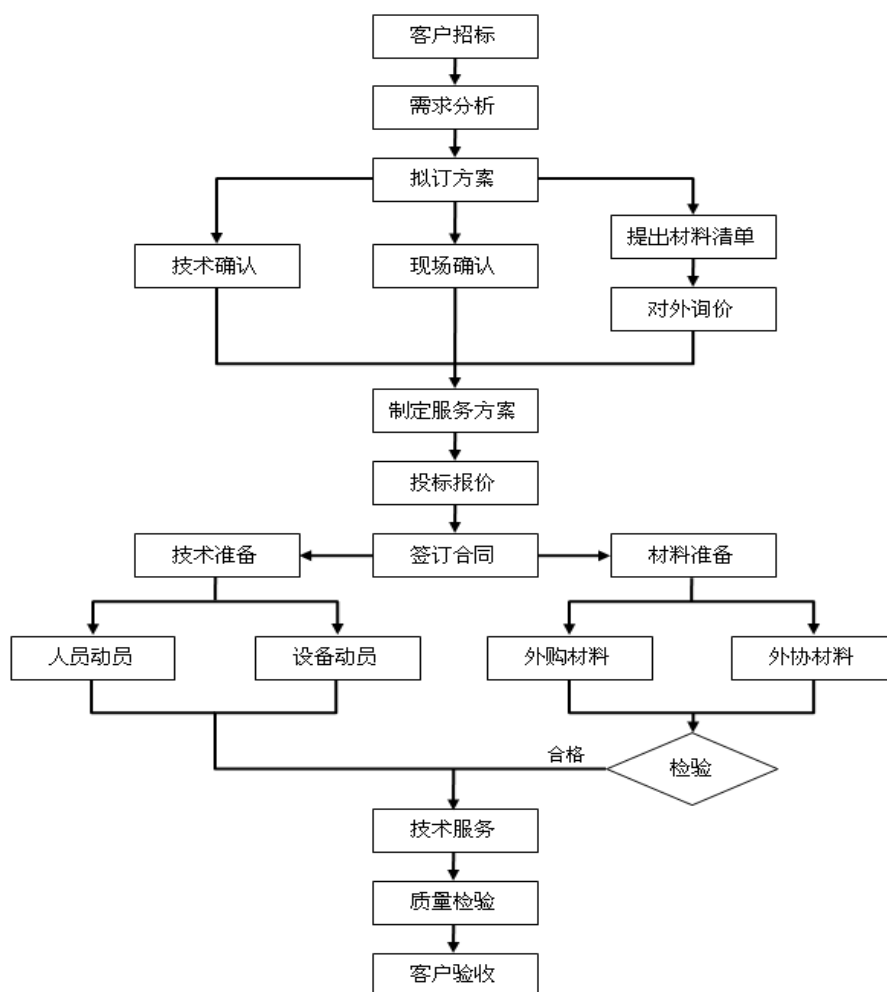 客户招标
需求分析
拟订方案
提出材料清单
技术确认
现场确认
对外询价
制定服务方案
投标报价
技术准备
签订合同
材料准备
人员动员
设备动员
外购材料
外协材料
合格
检验
技术服务
质量检验
客户验收